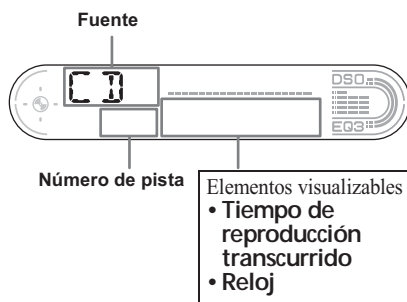 Fuente
CD
DSO
EQ3
Número de pista
Elementos visualizables
• Tiempo de
reproducción
transcurrido
• Reloj